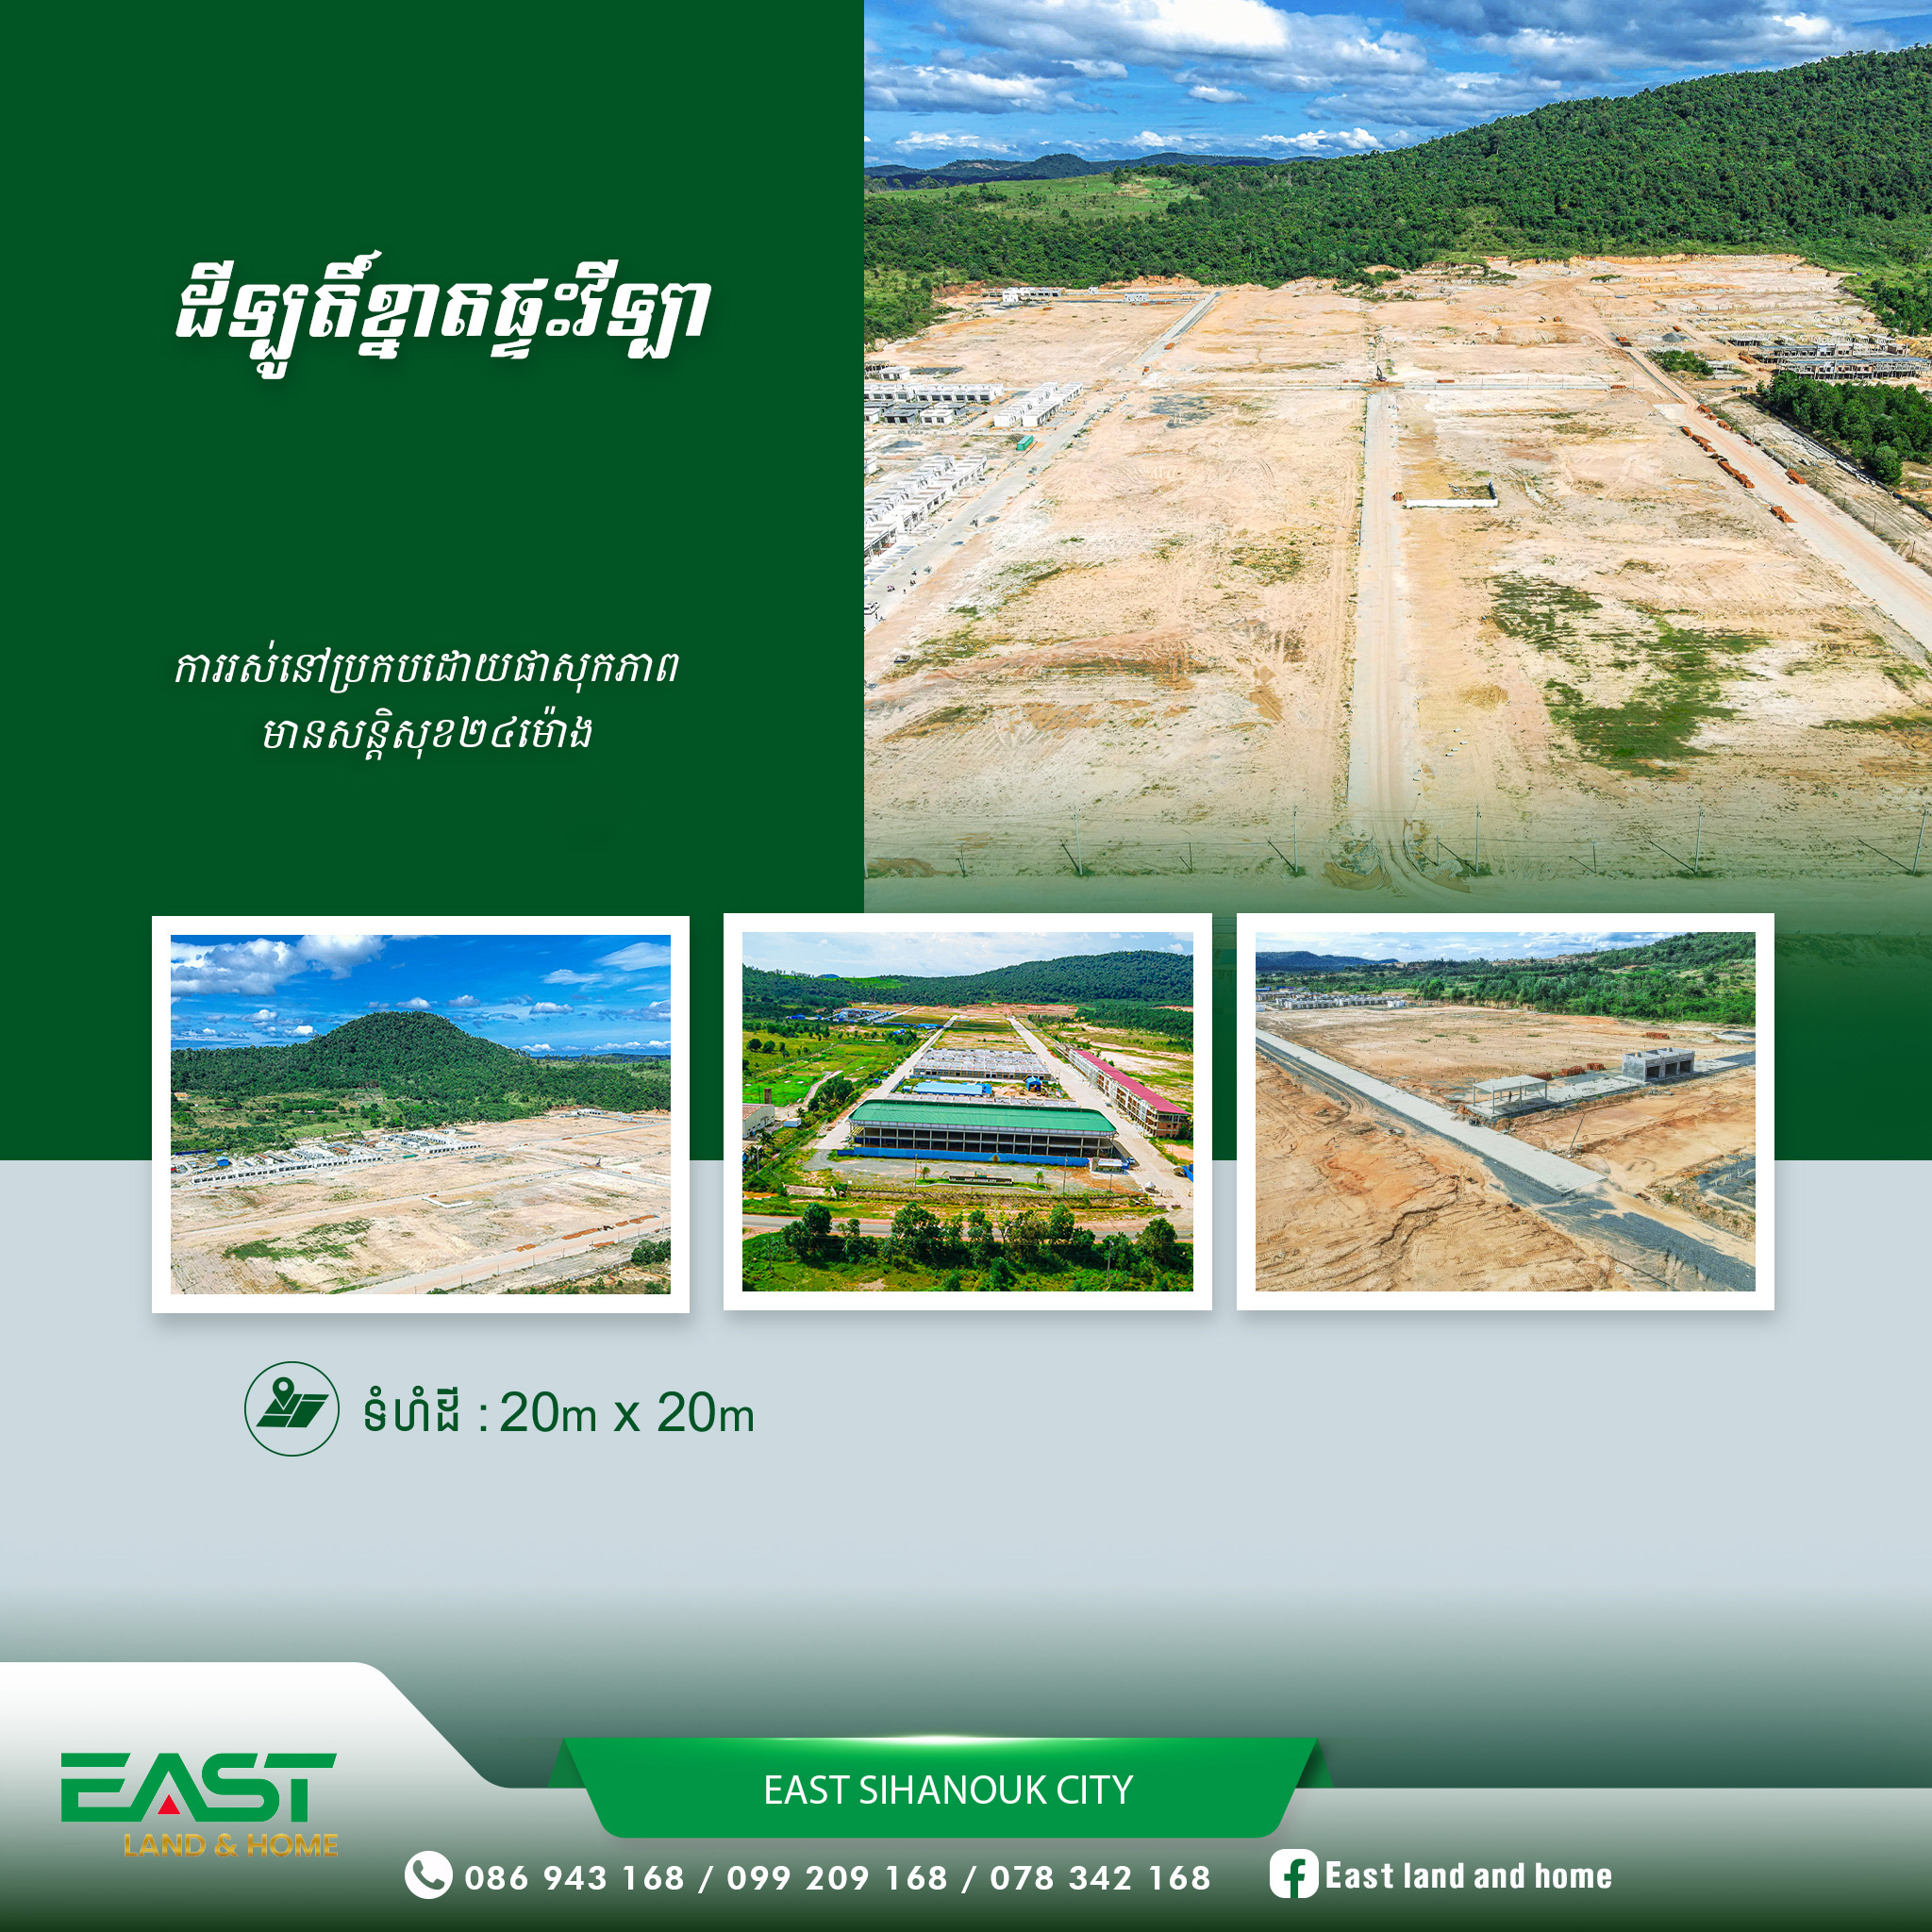 ដីឡូតិ៍ខ្នាតផ្ទះវីឡា
ការរស់នៅប្រកបដោយផាសុកភាព
មានសន្តិសុខ២៤ម៉ោង
ទំហំដី : 20m x 20m
EAST
LAND & HOME
EAST SIHANOUK CITY
086 943 168 / 099 209 168 / 078 342 168
East land and home